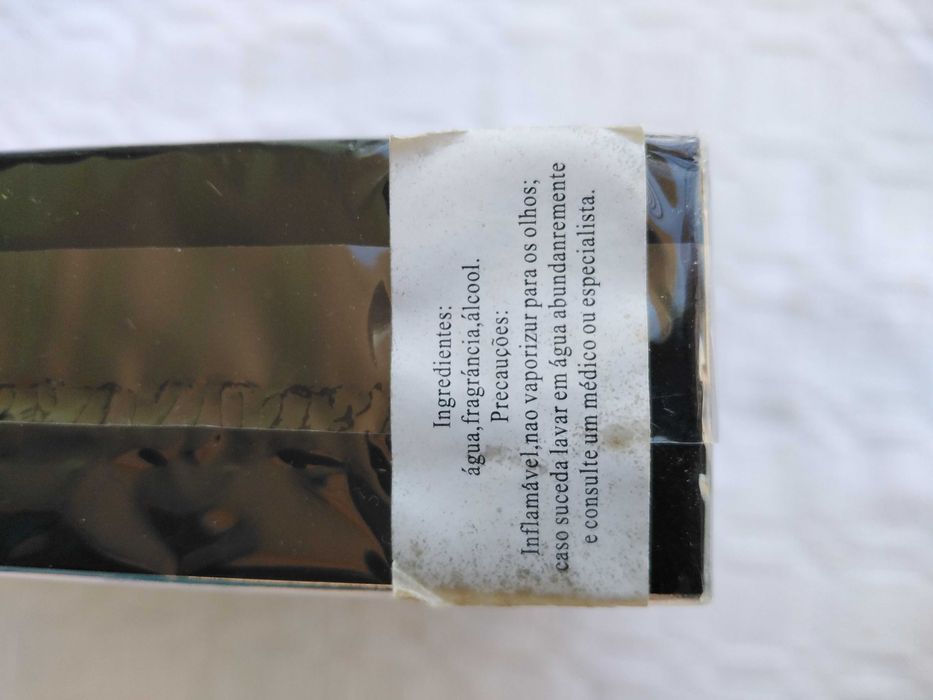 Ingredientes:
água,fragráncia,álcool.
Precauções:
Inflamável,nao vaporizur para os olhos;
caso suceda lavar em água abundanremente
e consulte um médico ou especialista.